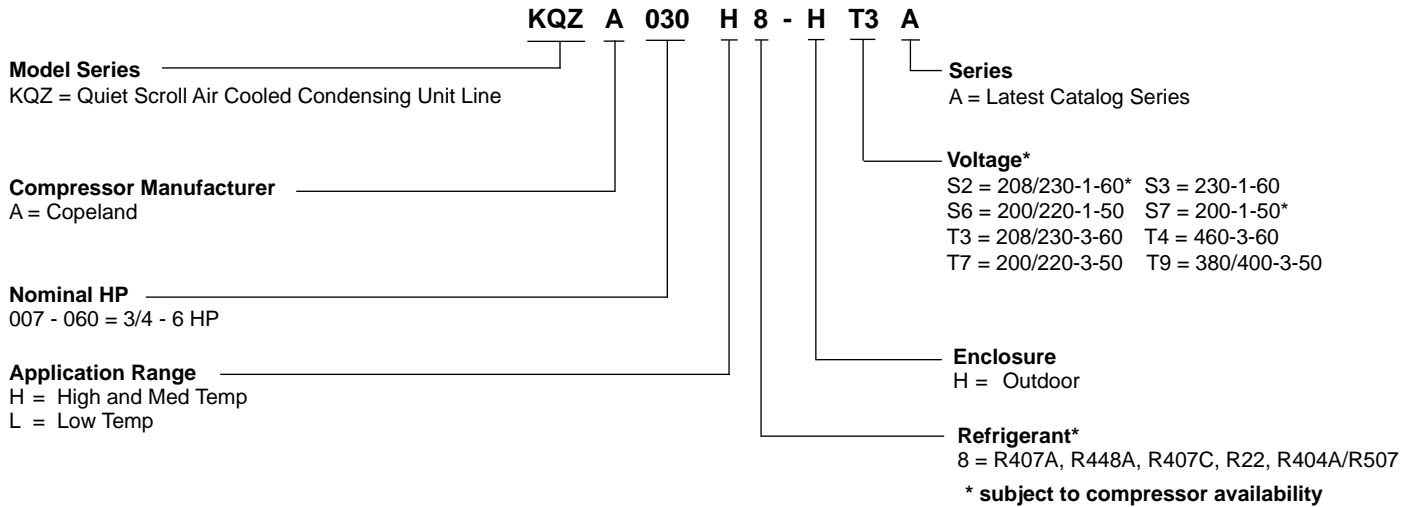 KQZ A 030 H 8 - H T3 A
Model Series
KQZ = Quiet Scroll Air Cooled Condensing Unit Line
Compressor Manufacturer
A = Copeland
Nominal HP
007 - 060 = 3/4 - 6 HP
Application Range
H = High and Med Temp
L = Low Temp
Series
A = Latest Catalog Series
Voltage*
S2 = 208/230-1-60* S3 = 230-1-60
S6 = 200/220-1-50 S7 = 200-1-50*
T3 = 208/230-3-60 T4 = 460-3-60
T7 = 200/220-3-50 T9 = 380/400-3-50
Enclosure
H = Outdoor
Refrigerant*
8 = R407A, R448A, R407C, R22, R404A/R507
* subject to compressor availability